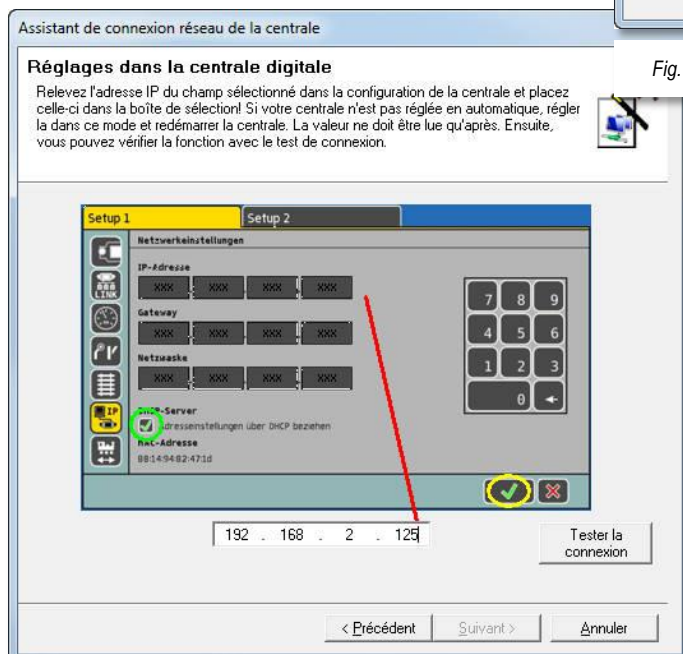 Assistant de connexion réseau de la centrale
Fig.
Réglages dans la centrale digitale
Relevez l'adresse IP du champ sélectionné dans la configuration de la centrale et placez
celle-ci dans la boîte de sélection! Si votre centrale n'est pas réglée en automatique, régler
la dans ce mode et redémarrer la centrale. La valeur ne doit être lue qu'après. Ensuite,
vous pouvez vérifier la fonction avec le test de connexion.
Setup 1
Setup 2
Netzwerkeinstellungen
IP-Adresse
XXX XXX XXX XXX
Gateway
XXX XXX XXX XXX
Netzmaske
XXX XXX XXX XXX
DHCP-Server
Adresseinstellungen über DHCP beziehen
MAC-Adresse
88:14:94:82:47:1d
LINK
IP
7 8 9
4 5 6
1 2 3
0
192 . 168 . 2 . 125
Tester la
connexion
< Précédent
Suivant >
Annuler